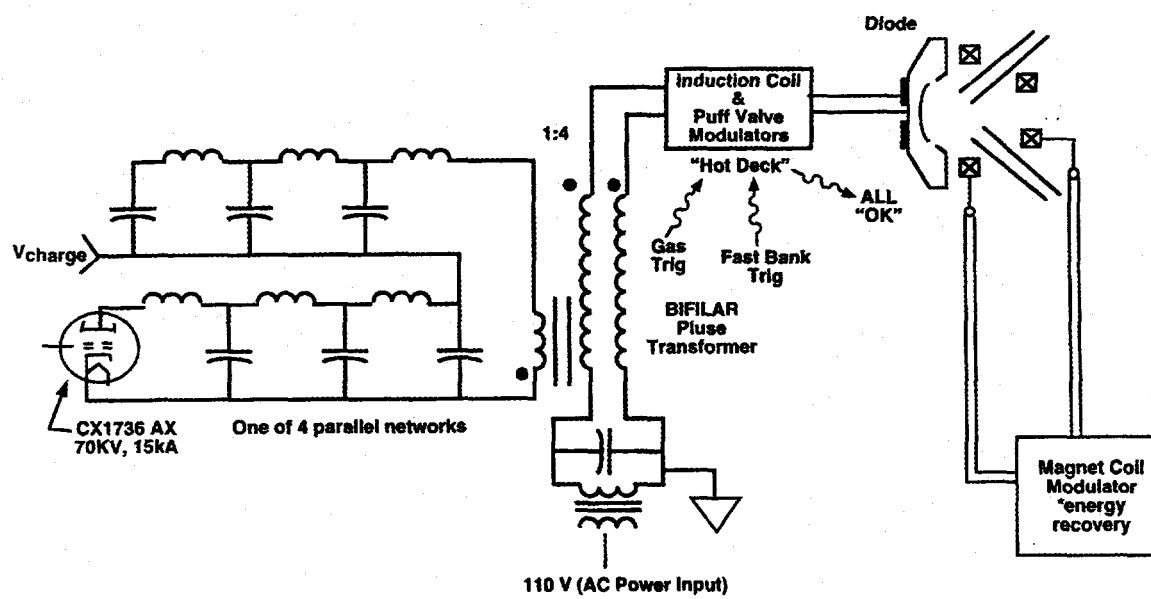 Diode
Induction Coil
&
Puff Valve
Modulators
1:4
"Hot Deck"
ALL
"OK"
Gas
Trig
Fast Bank
Trig
Vcharge
BIFILAR
Pluse
Transformer
CX1736 AX
70KV, 15kA
One of 4 parallel networks
Magnet Coil
Modulator
*energy
recovery
110 V (AC Power Input)